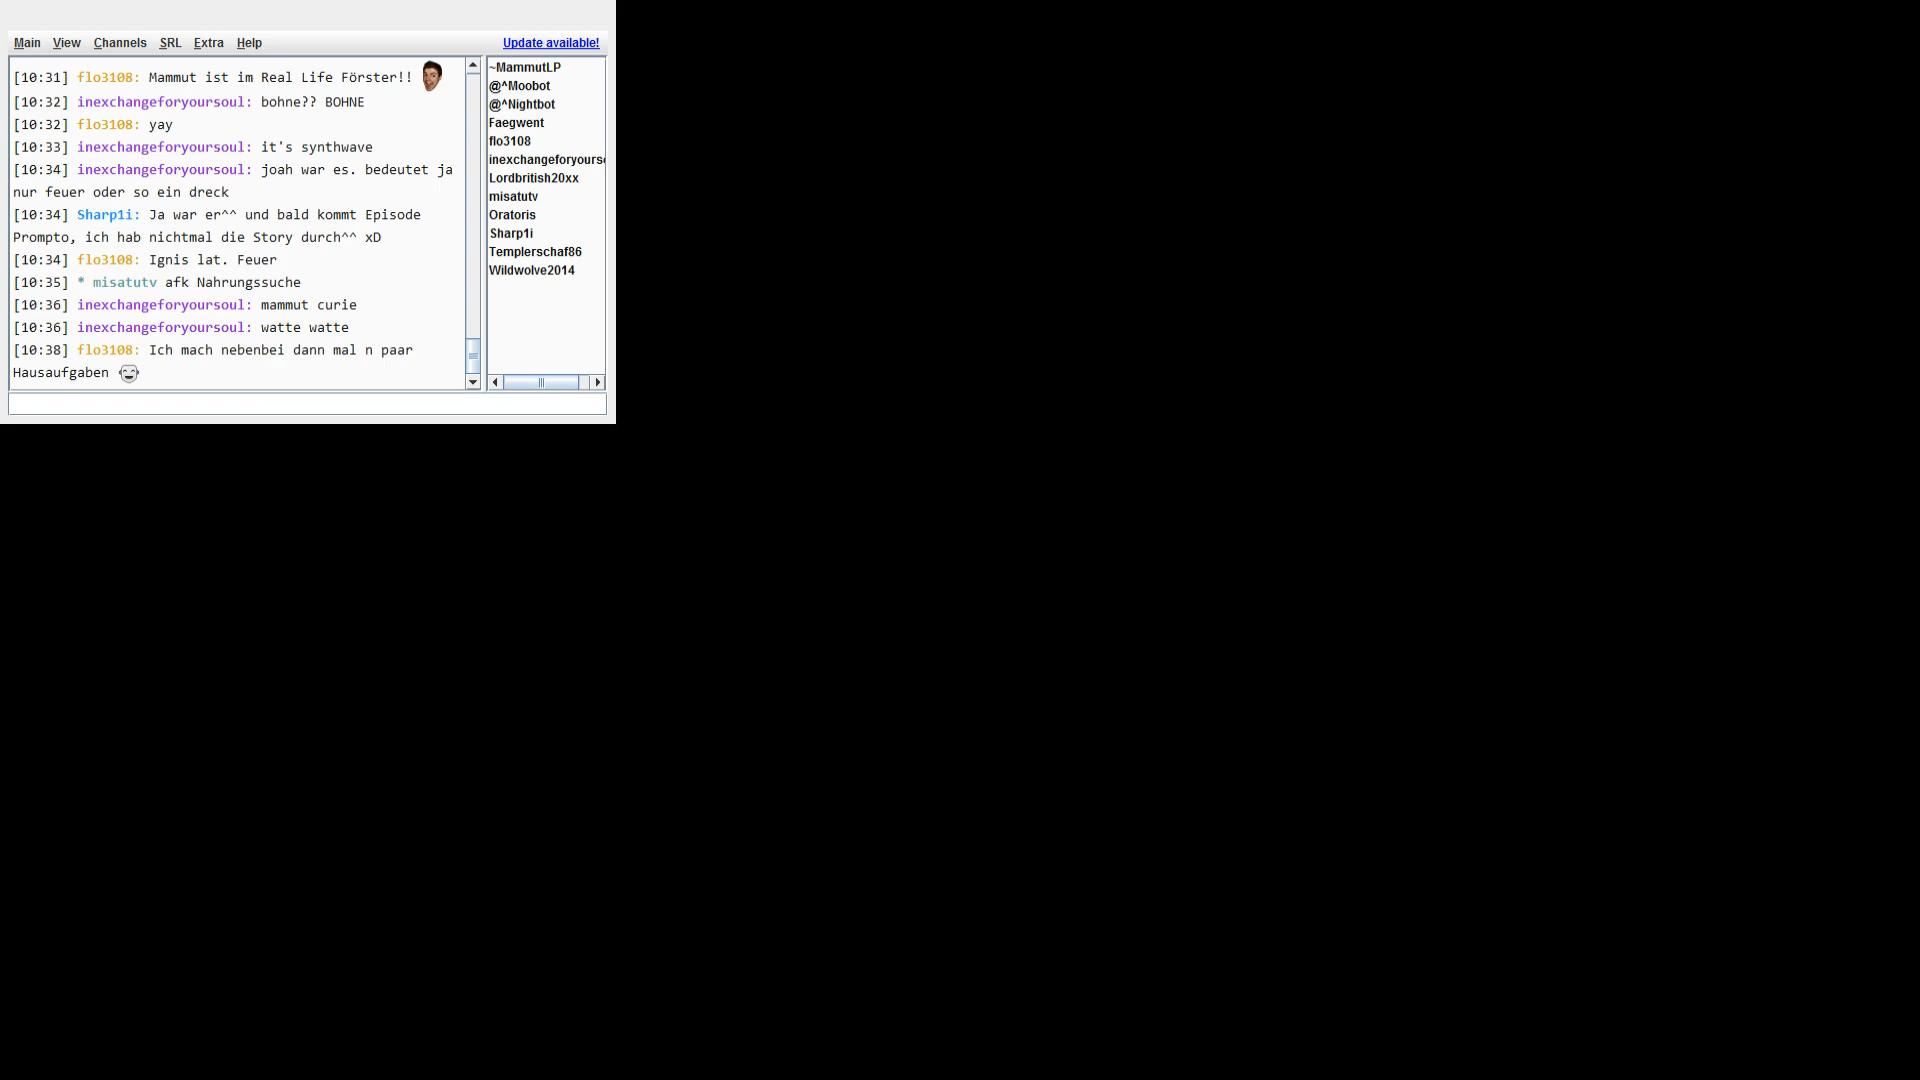 Main View Channels SRL Extra Help Update available!
[10:31] flo3108: Mammut ist im Real Life Förster!!
[10:32] inexchangeforyoursoul: bohne?? BOHNE
[10:32] flo3108: yay
[10:33] inexchangeforyoursoul: it's synthwave
[10:34] inexchangeforyoursoul: joah war es. bedeutet ja
nur feuer oder so ein dreck
[10:34] Sharp1i: Ja war er^^ und bald kommt Episode
Prompto, ich hab nichtmal die Story durch^^ xD
[10:34] flo3108: Ignis lat. Feuer
[10:35] * misatutv afk Nahrungssuche
[10:36] inexchangeforyoursoul: mammut curie
[10:36] inexchangeforyoursoul: watte watte
[10:38] flo3108: Ich mach nebenbei dann mal n paar
Hausaufgaben
~MammutLP
@^Moobot
@^Nightbot
Faegwent
flo3108
inexchangeforyours
Lordbritish20xx
misatutv
Oratoris
Sharp1i
Templerschaf86
Wildwolve2014